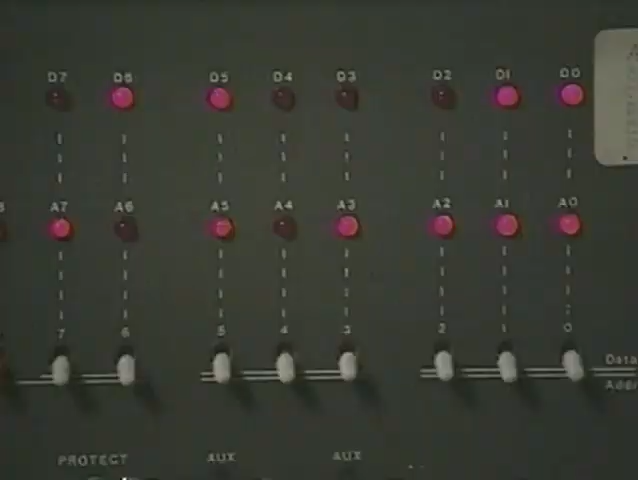 D7 D6 D5 D4 D3 D2 D1 D0
A7 A6 A5 A4 A3 A2 A1 A0
7 6 5 4 3 2 1 0
Data
PROTECT AUX AUX